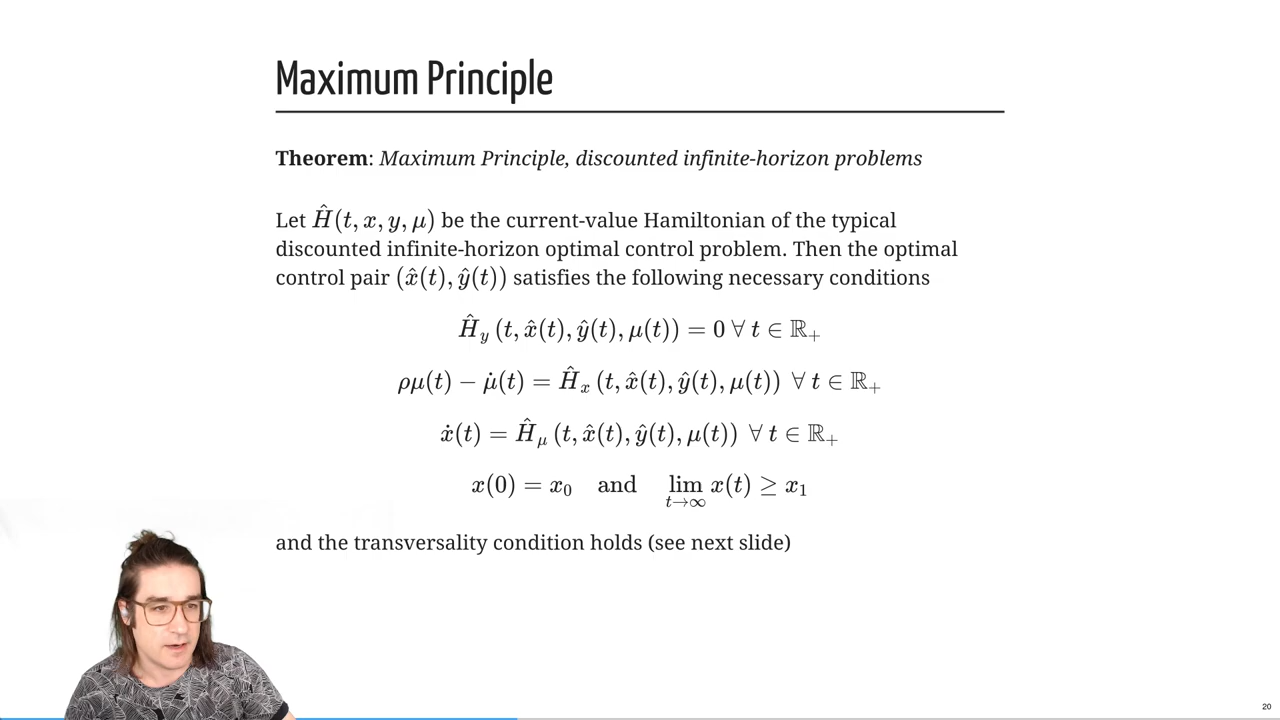 Maximum Principle
Theorem: Maximum Principle, discounted infinite-horizon problems
Let Ĥ(t, x, y, μ) be the current-value Hamiltonian of the typical
discounted infinite-horizon optimal control problem. Then the optimal
control pair (x̂(t), ŷ(t)) satisfies the following necessary conditions
Ĥ_y (t, x̂(t), ŷ(t), μ(t)) = 0 ∀ t ∈ ℝ₊
ρμ(t) − μ̇(t) = Ĥ_x (t, x̂(t), ŷ(t), μ(t)) ∀ t ∈ ℝ₊
ẋ(t) = Ĥ_μ (t, x̂(t), ŷ(t), μ(t)) ∀ t ∈ ℝ₊
x(0) = x₀ and lim_{t→∞} x(t) ≥ x₁
and the transversality condition holds (see next slide)
20